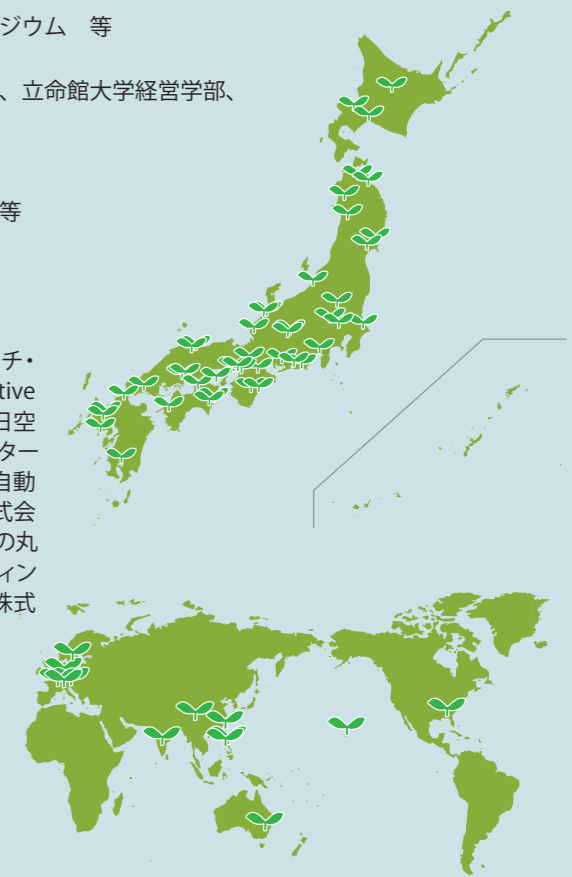 ジウム　等
、立命館大学経営学部、
等
チ・
tive
日空
ター
自動
式会
の丸
ィン
株式